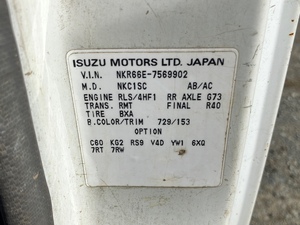 ISUZU MOTORS LTD. JAPAN
V.I.N. NKR66E-7569902
M.D. NKC1SC AB/AC
ENGINE RLS/4HF1 RR AXLE G73
TRANS. RMT FINAL R40
TIRE BXA
B.COLOR/TRIM 729/153
OPTION
C60 KG2 RS9 V4D YW1 6XQ
7RT 7RW